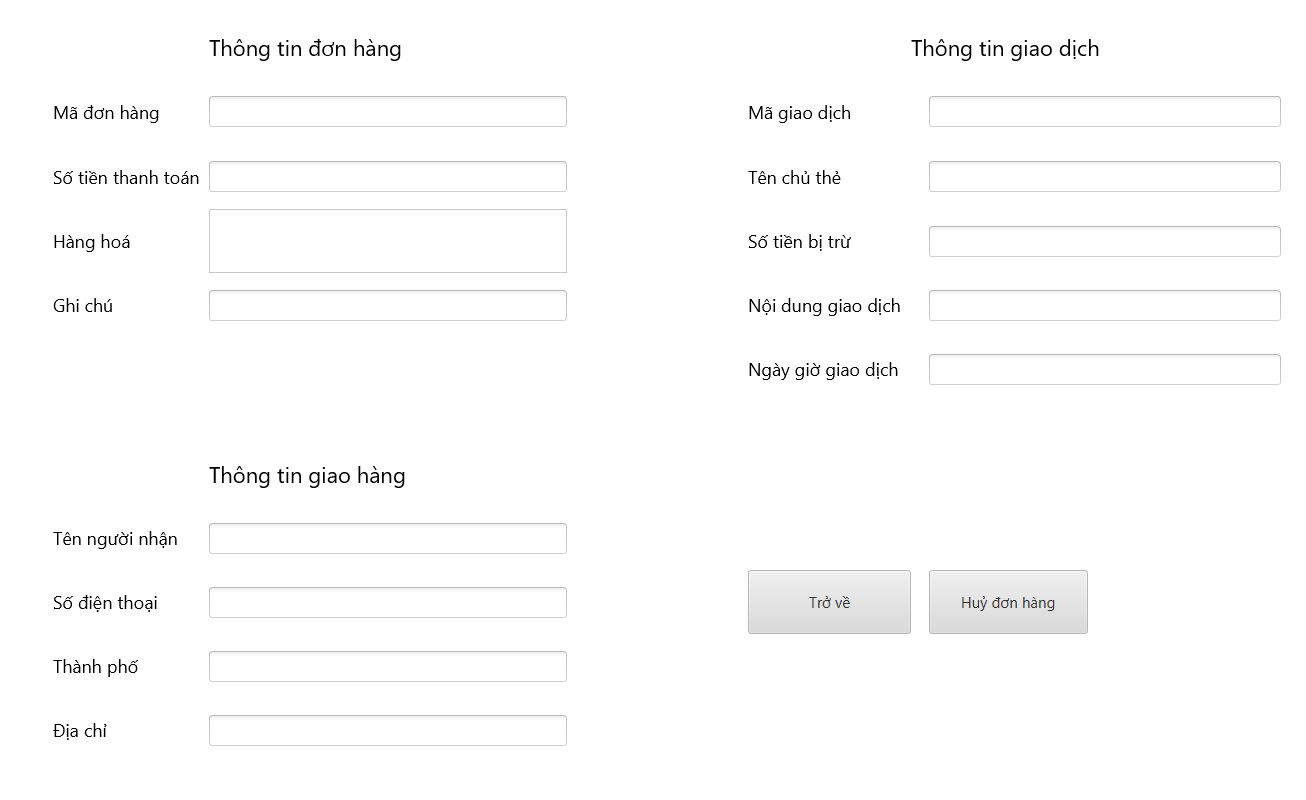 Thông tin đơn hàng
Mã đơn hàng
Số tiền thanh toán
Hàng hoá
Ghi chú
Thông tin giao dịch
Mã giao dịch
Tên chủ thẻ
Số tiền bị trừ
Nội dung giao dịch
Ngày giờ giao dịch
Thông tin giao hàng
Tên người nhận
Số điện thoại
Thành phố
Địa chỉ
Trở về
Huỷ đơn hàng